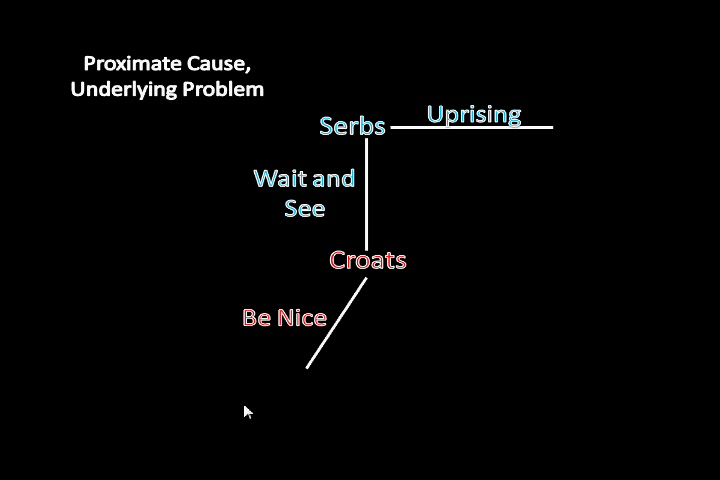 Proximate Cause,
Underlying Problem
Uprising
Serbs
Wait and
See
Croats
Be Nice